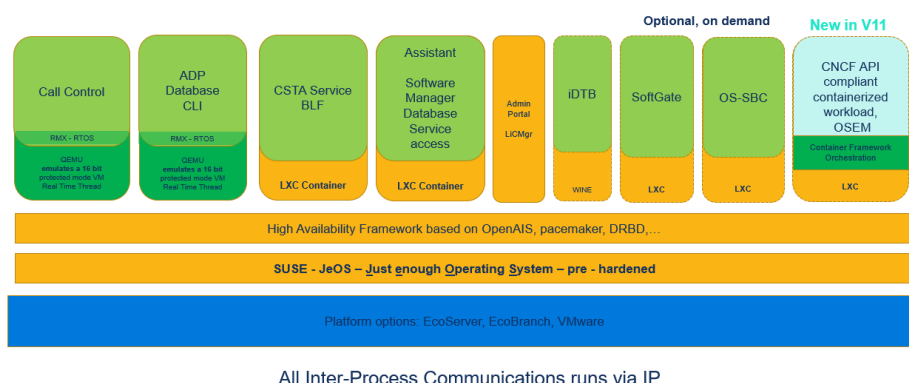 Optional, on demand
New in V11
Call Control
RMX - RTOS
QEMU
emulates a 16 bit
protected mode VM
Real Time Thread
ADP
Database
CLI
RMX - RTOS
QEMU
emulates a 16 bit
protected mode VM
Real Time Thread
CSTA Service
BLF
LXC Container
Assistant
Software
Manager
Database
Service
access
LXC Container
Admin
Portal
LiCMgr
iDTB
WINE
SoftGate
LXC
OS-SBC
LXC
CNCF API
compliant
containerized
workload,
OSEM
Container Framework
Orchestration
LXC
High Availability Framework based on OpenAIS, pacemaker, DRBD,...
SUSE - JeOS – Just enough Operating System – pre - hardened
Platform options: EcoServer, EcoBranch, VMware
All Inter-Process Communications runs via IP